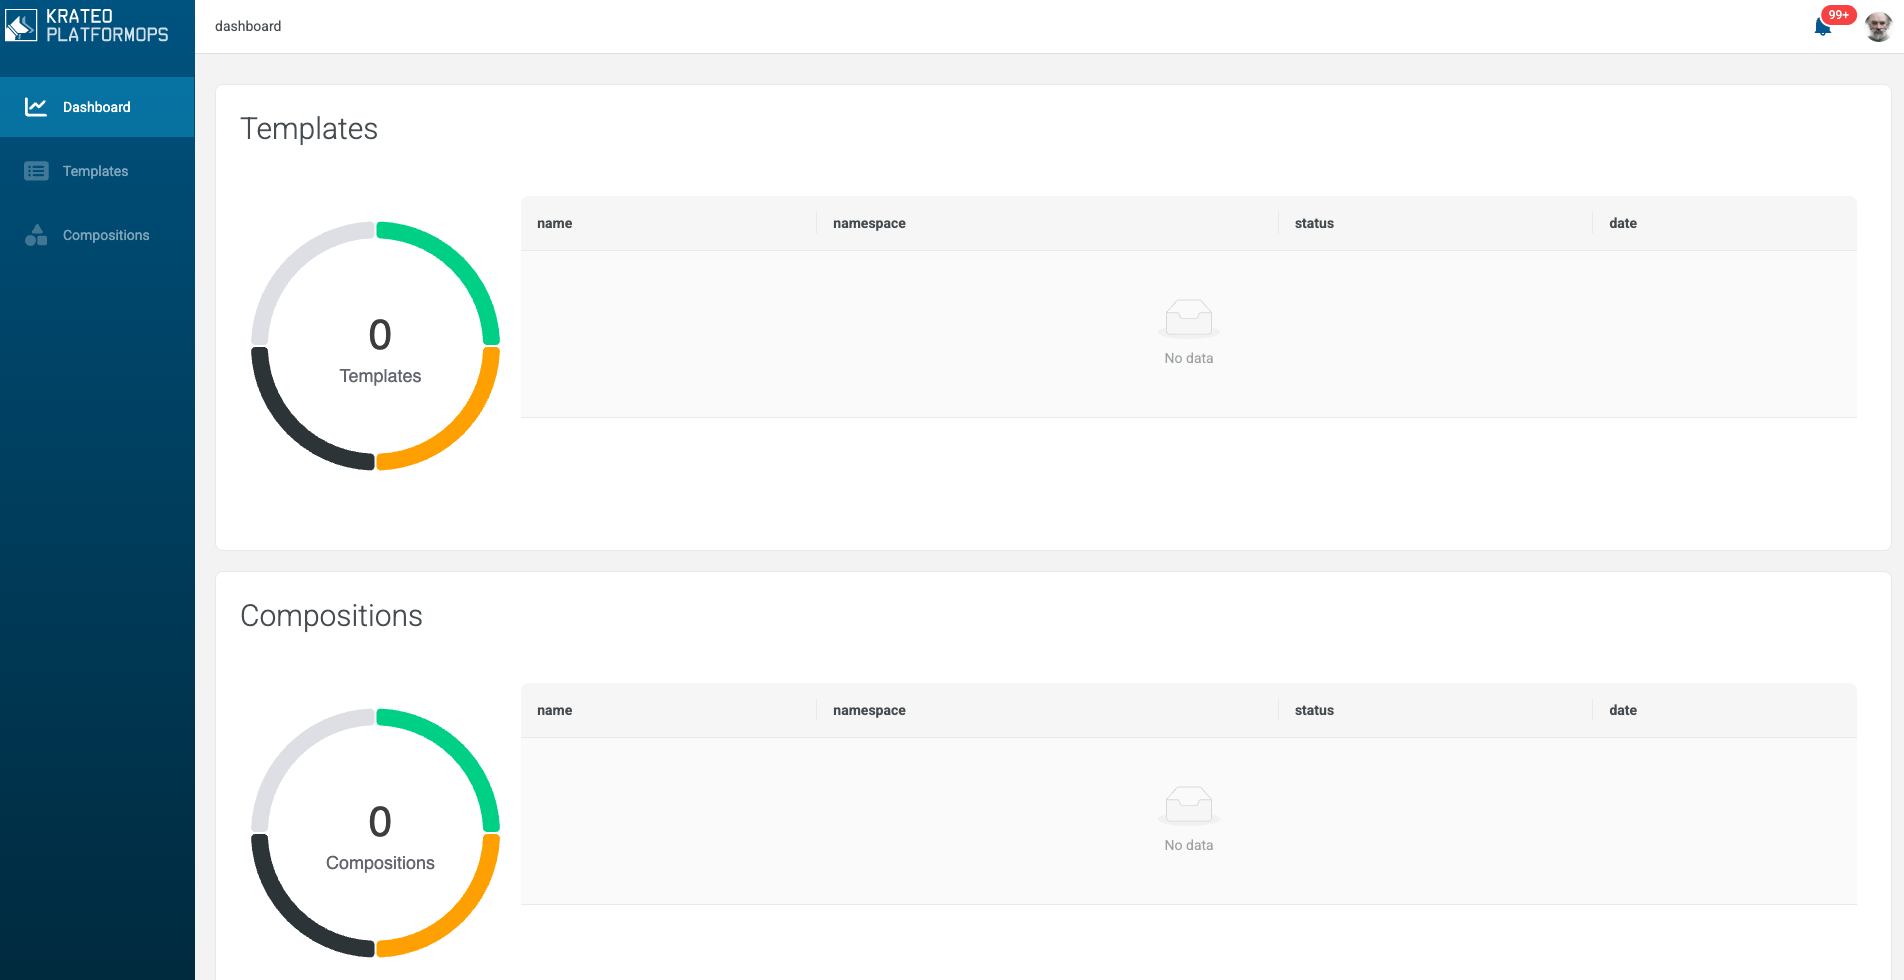 KRATEO
PLATFORMOPS
dashboard
99+
Dashboard
Templates
Compositions
Templates
name namespace status date
0
Templates
No data
Compositions
name namespace status date
0
Compositions
No data